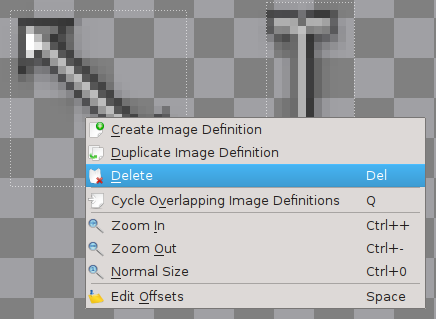 Create Image Definition
Duplicate Image Definition
Delete Del
Cycle Overlapping Image Definitions Q
Zoom In Ctrl++
Zoom Out Ctrl+-
Normal Size Ctrl+0
Edit Offsets Space